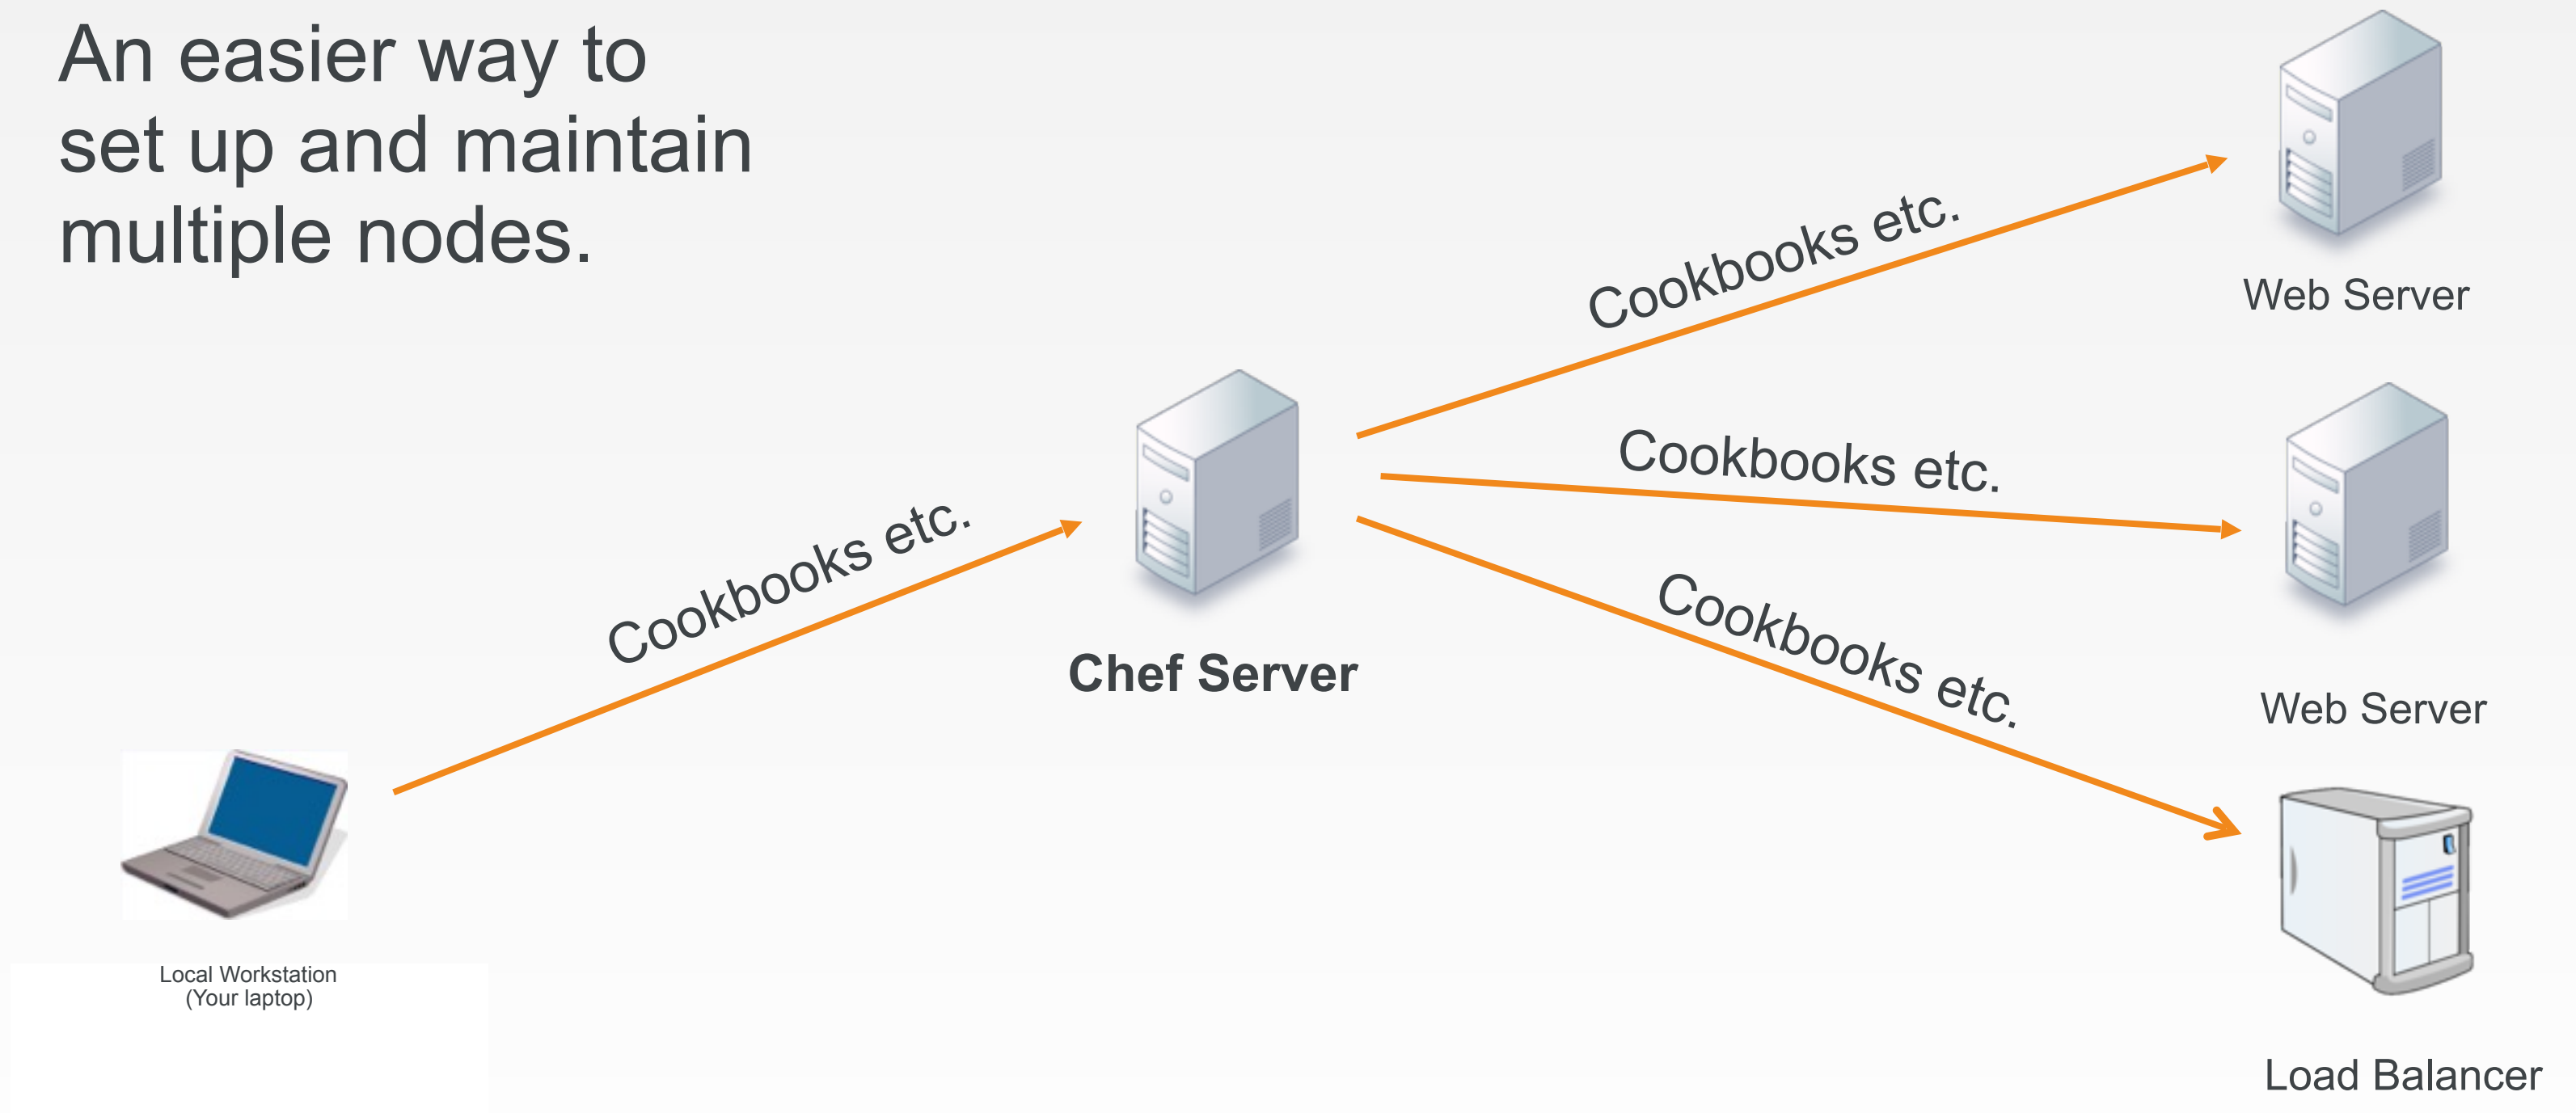 An easier way to
set up and maintain
multiple nodes.
Cookbooks etc.
Web Server
Cookbooks etc.
Cookbooks etc.
Chef Server
Cookbooks etc.
Web Server
Local Workstation
(Your laptop)
Load Balancer